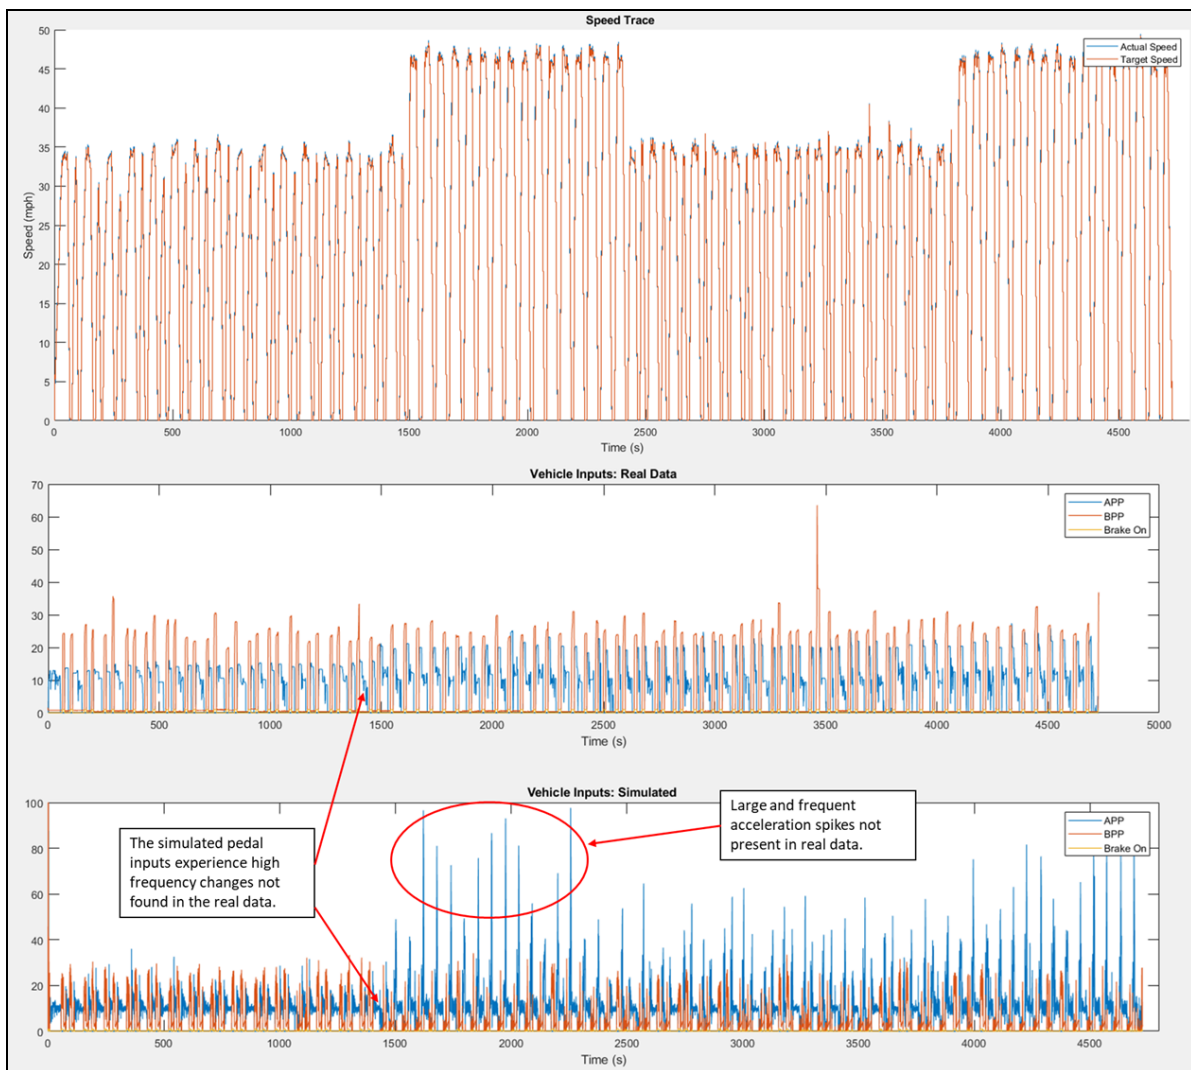 Speed Trace
50
45
40
35
30
25
20
15
10
5
0
Speed (mph)
Actual Speed
Target Speed
0 500 1000 1500 2000 2500 3000 3500 4000 4500
Time (s)
Vehicle Inputs: Real Data
70
60
50
40
30
20
10
0
APP
BPP
Brake On
0 500 1000 1500 2000 2500 3000 3500 4000 4500 5000
Time (s)
Vehicle Inputs: Simulated
100
80
60
40
20
0
APP
BPP
Brake On
The simulated pedal
inputs experience high
frequency changes not
found in the real data.
Large and frequent
acceleration spikes not
present in real data.
0 500 1000 1500 2000 2500 3000 3500 4000 4500
Time (s)